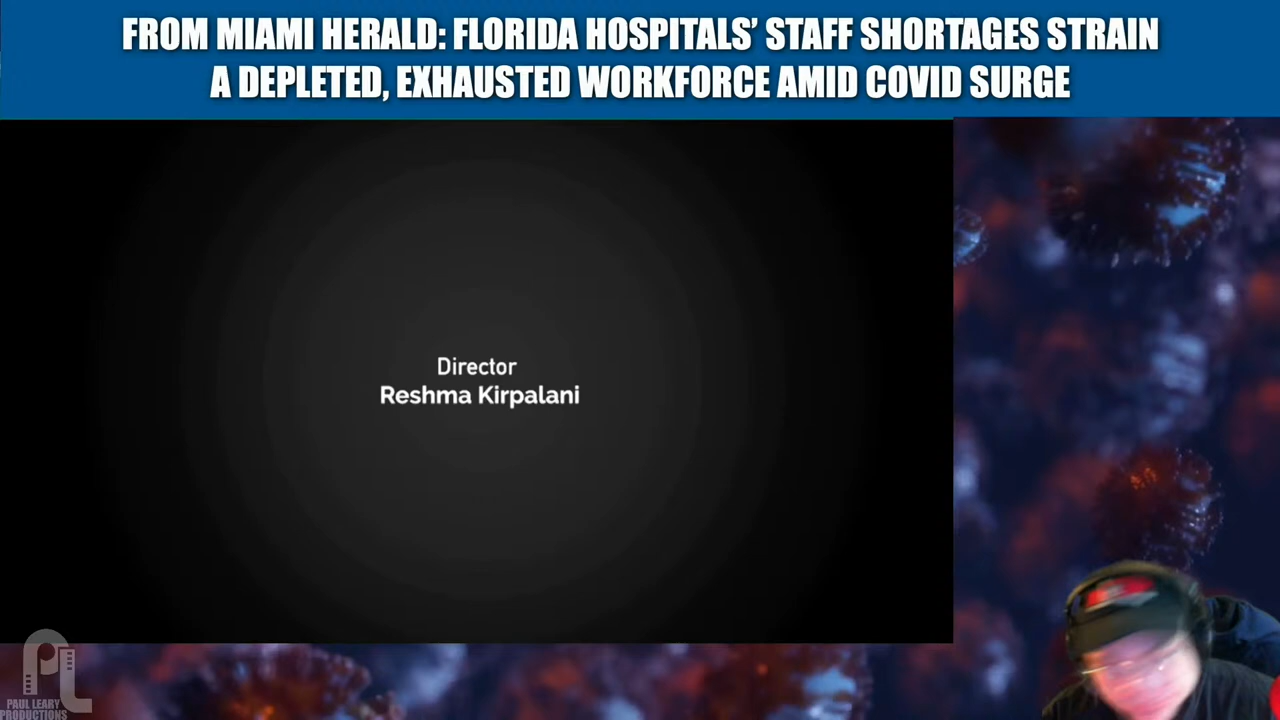 FROM MIAMI HERALD: FLORIDA HOSPITALS’ STAFF SHORTAGES STRAIN
A DEPLETED, EXHAUSTED WORKFORCE AMID COVID SURGE
Director
Reshma Kirpalani
PL
PAUL LEARY
PRODUCTIONS